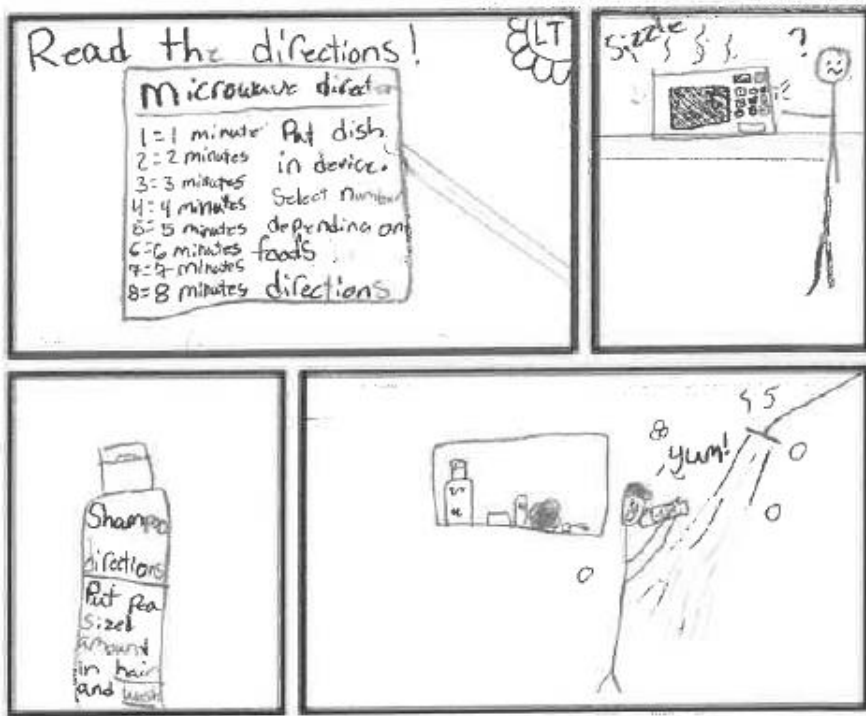 Read the directions!
LT
Microwave direct
1=1 minute
2=2 minutes
3=3 minutes
4=4 minutes
5=5 minutes
6=6 minutes
7=7 minutes
8=8 minutes
Put dish
in device.
Select number
depending on
foods
directions
Sizzle
?
Shampoo
directions
Put pea
sized
amount
in hair
and wash
Yum!